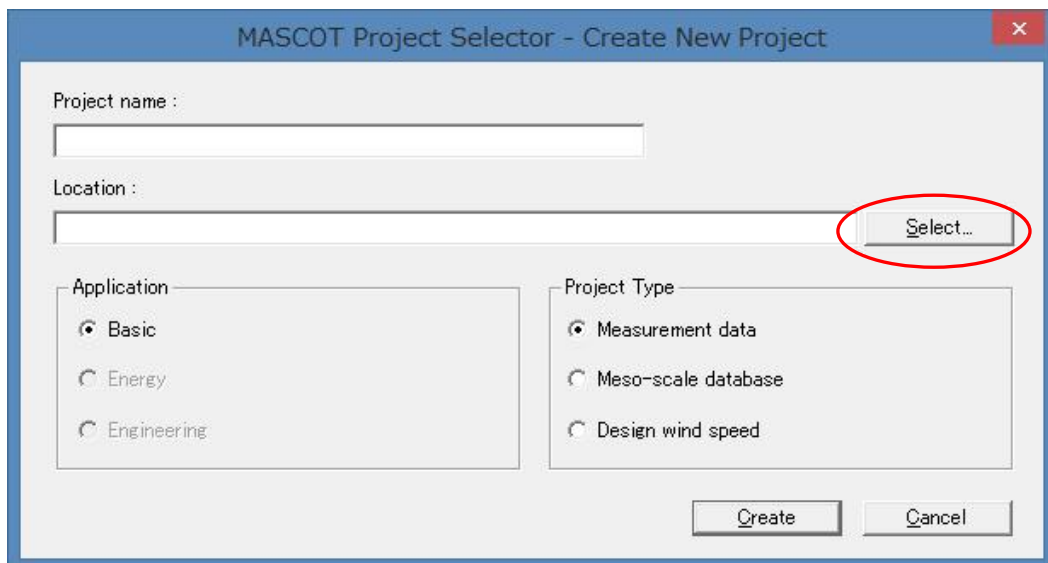 MASCOT Project Selector - Create New Project
Project name :
Location :
Select...
Application
Basic
Energy
Engineering
Project Type
Measurement data
Meso-scale database
Design wind speed
Create
Cancel